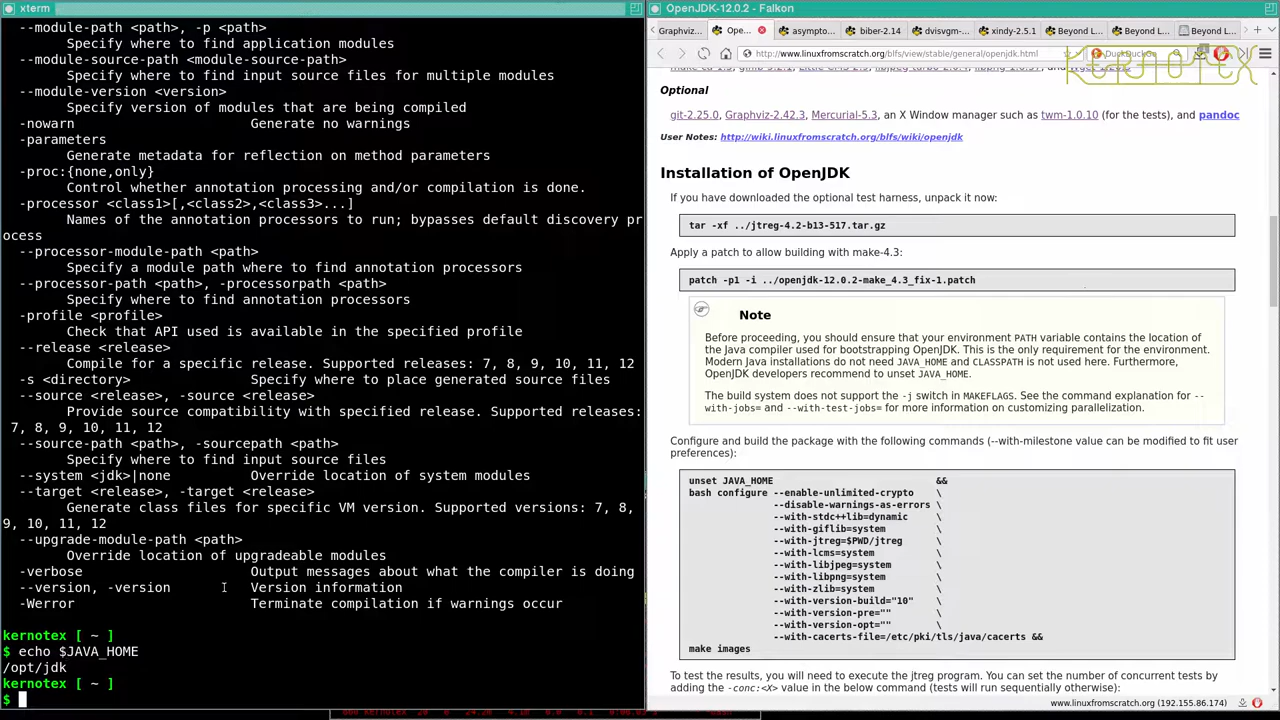 xterm
--module-path <path>, -p <path>
Specify where to find application modules
--module-source-path <module-source-path>
Specify where to find input source files for multiple modules
--module-version <version>
Specify version of modules that are being compiled
-nowarn Generate no warnings
-parameters
Generate metadata for reflection on method parameters
-proc:{none,only}
Control whether annotation processing and/or compilation is done.
-processor <class1>[,<class2>,<class3>...]
Names of the annotation processors to run; bypasses default discovery pr
ocess
--processor-module-path <path>
Specify a module path where to find annotation processors
--processor-path <path>, -processorpath <path>
Specify where to find annotation processors
-profile <profile>
Check that API used is available in the specified profile
--release <release>
Compile for a specific release. Supported releases: 7, 8, 9, 10, 11, 12
-s <directory> Specify where to place generated source files
--source <release>, -source <release>
Provide source compatibility with specified release. Supported releases:
7, 8, 9, 10, 11, 12
--source-path <path>, -sourcepath <path>
Specify where to find input source files
--system <jdk>|none Override location of system modules
--target <release>, -target <release>
Generate class files for specific VM version. Supported versions: 7, 8,
9, 10, 11, 12
--upgrade-module-path <path>
Override location of upgradeable modules
-verbose Output messages about what the compiler is doing
--version, -version Version information
-Werror Terminate compilation if warnings occur
kernotex [ ~ ]
$ echo $JAVA_HOME
/opt/jdk
kernotex [ ~ ]
$
OpenJDK-12.0.2 - Falkon
Graphviz... Ope... asympto... biber-2.14 dvisvgm-... xindy-2.5.1 Beyond L... Beyond L... Beyond L...
http://www.linuxfromscratch.org/blfs/view/stable/general/openjdk.html DuckDuckGo
KERNOTEX
Optional
git-2.25.0, Graphviz-2.42.3, Mercurial-5.3, an X Window manager such as twm-1.0.10 (for the tests), and pandoc
User Notes: http://wiki.linuxfromscratch.org/blfs/wiki/openjdk
Installation of OpenJDK
If you have downloaded the optional test harness, unpack it now:
tar -xf ../jtreg-4.2-b13-517.tar.gz
Apply a patch to allow building with make-4.3:
patch -p1 -i ../openjdk-12.0.2-make_4.3_fix-1.patch
Note
Before proceeding, you should ensure that your environment PATH variable contains the location of
the Java compiler used for bootstrapping OpenJDK. This is the only requirement for the environment.
Modern Java installations do not need JAVA_HOME and CLASSPATH is not used here. Furthermore,
OpenJDK developers recommend to unset JAVA_HOME.
The build system does not support the -j switch in MAKEFLAGS. See the command explanation for --
with-jobs= and --with-test-jobs= for more information on customizing parallelization.
Configure and build the package with the following commands (--with-milestone value can be modified to fit user
preferences):
unset JAVA_HOME &&
bash configure --enable-unlimited-crypto \
--disable-warnings-as-errors \
--with-stdc++lib=dynamic \
--with-giflib=system \
--with-jtreg=$PWD/jtreg \
--with-lcms=system \
--with-libjpeg=system \
--with-libpng=system \
--with-zlib=system \
--with-version-build="10" \
--with-version-pre="" \
--with-version-opt="" \
--with-cacerts-file=/etc/pki/tls/java/cacerts &&
make images
To test the results, you will need to execute the jtreg program. You can set the number of concurrent tests by
adding the -conc:<X> value in the below command (tests will run sequentially otherwise):
www.linuxfromscratch.org (192.155.86.174)